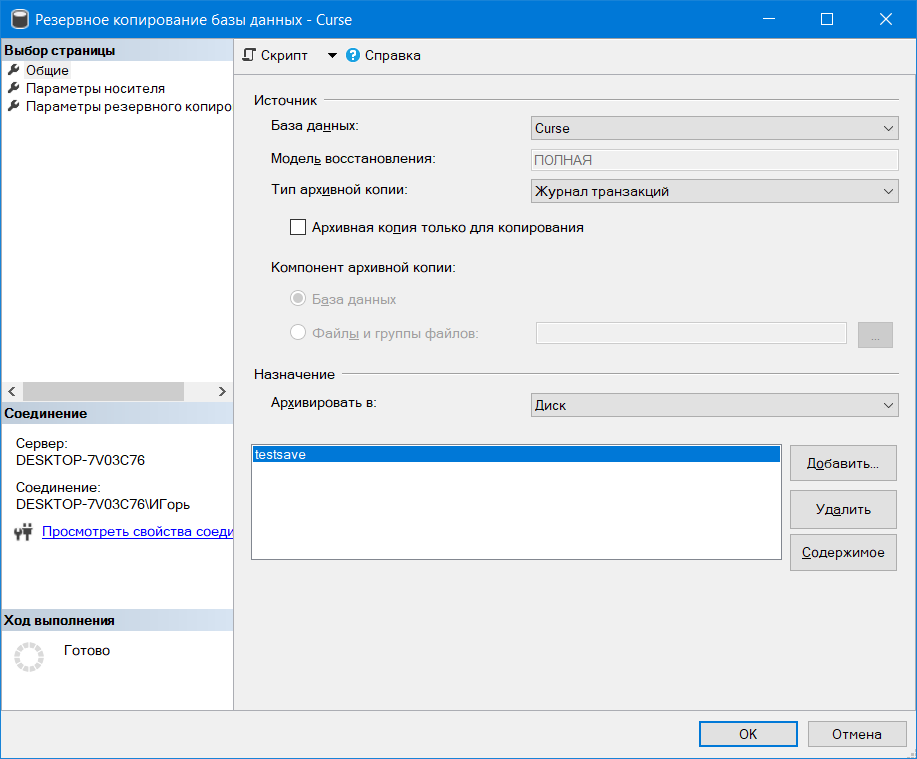 Резервное копирование базы данных - Curse
Выбор страницы
Общие
Параметры носителя
Параметры резервного копиро
Скрипт
Справка
Источник
База данных:
Curse
Модель восстановления:
ПОЛНАЯ
Тип архивной копии:
Журнал транзакций
Архивная копия только для копирования
Компонент архивной копии:
База данных
Файлы и группы файлов:
...
Назначение
Архивировать в:
Диск
testsave
Добавить...
Удалить
Содержимое
Соединение
Сервер:
DESKTOP-7V03C76
Соединение:
DESKTOP-7V03C76\ИГорь
Просмотреть свойства соеди
Ход выполнения
Готово
ОК
Отмена